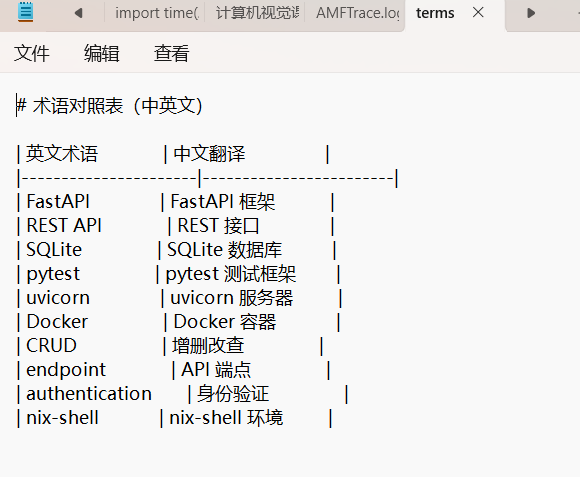 import time(
计算机视觉课
AMFTrace.log
terms
文件 编辑 查看
# 术语对照表（中英文）
| 英文术语 | 中文翻译 |
|----------------------|------------------------|
| FastAPI | FastAPI 框架 |
| REST API | REST 接口 |
| SQLite | SQLite 数据库 |
| pytest | pytest 测试框架 |
| uvicorn | uvicorn 服务器 |
| Docker | Docker 容器 |
| CRUD | 增删改查 |
| endpoint | API 端点 |
| authentication | 身份验证 |
| nix-shell | nix-shell 环境 |